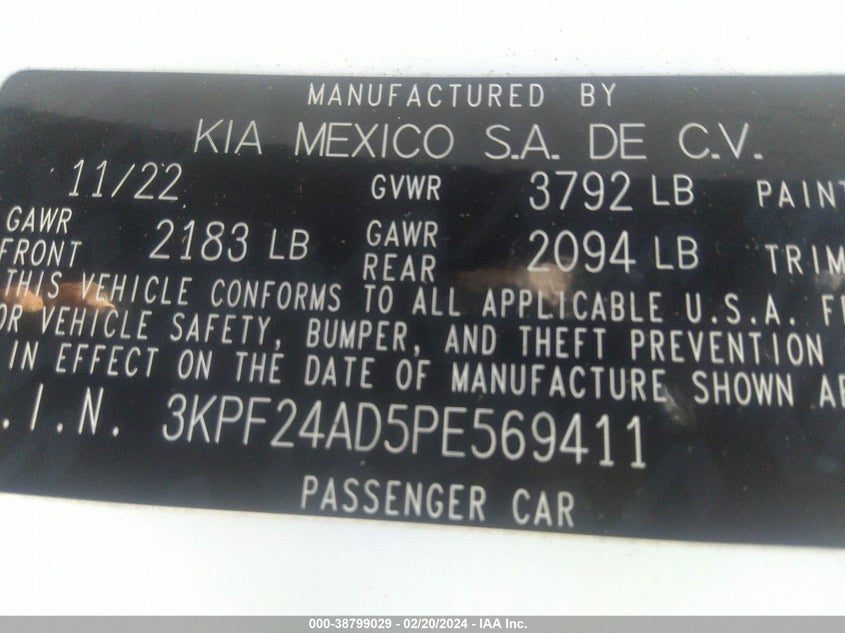 MANUFACTURED BY
KIA MEXICO S.A. DE C.V.
11/22 GVWR 3792 LB PAINT
GAWR FRONT 2183 LB GAWR REAR 2094 LB TRIM
THIS VEHICLE CONFORMS TO ALL APPLICABLE U.S.A. F
OR VEHICLE SAFETY, BUMPER, AND THEFT PREVENTION
IN EFFECT ON THE DATE OF MANUFACTURE SHOWN A
.I.N. 3KPF24AD5PE569411
PASSENGER CAR
000-38799029 - 02/20/2024 - IAA Inc.